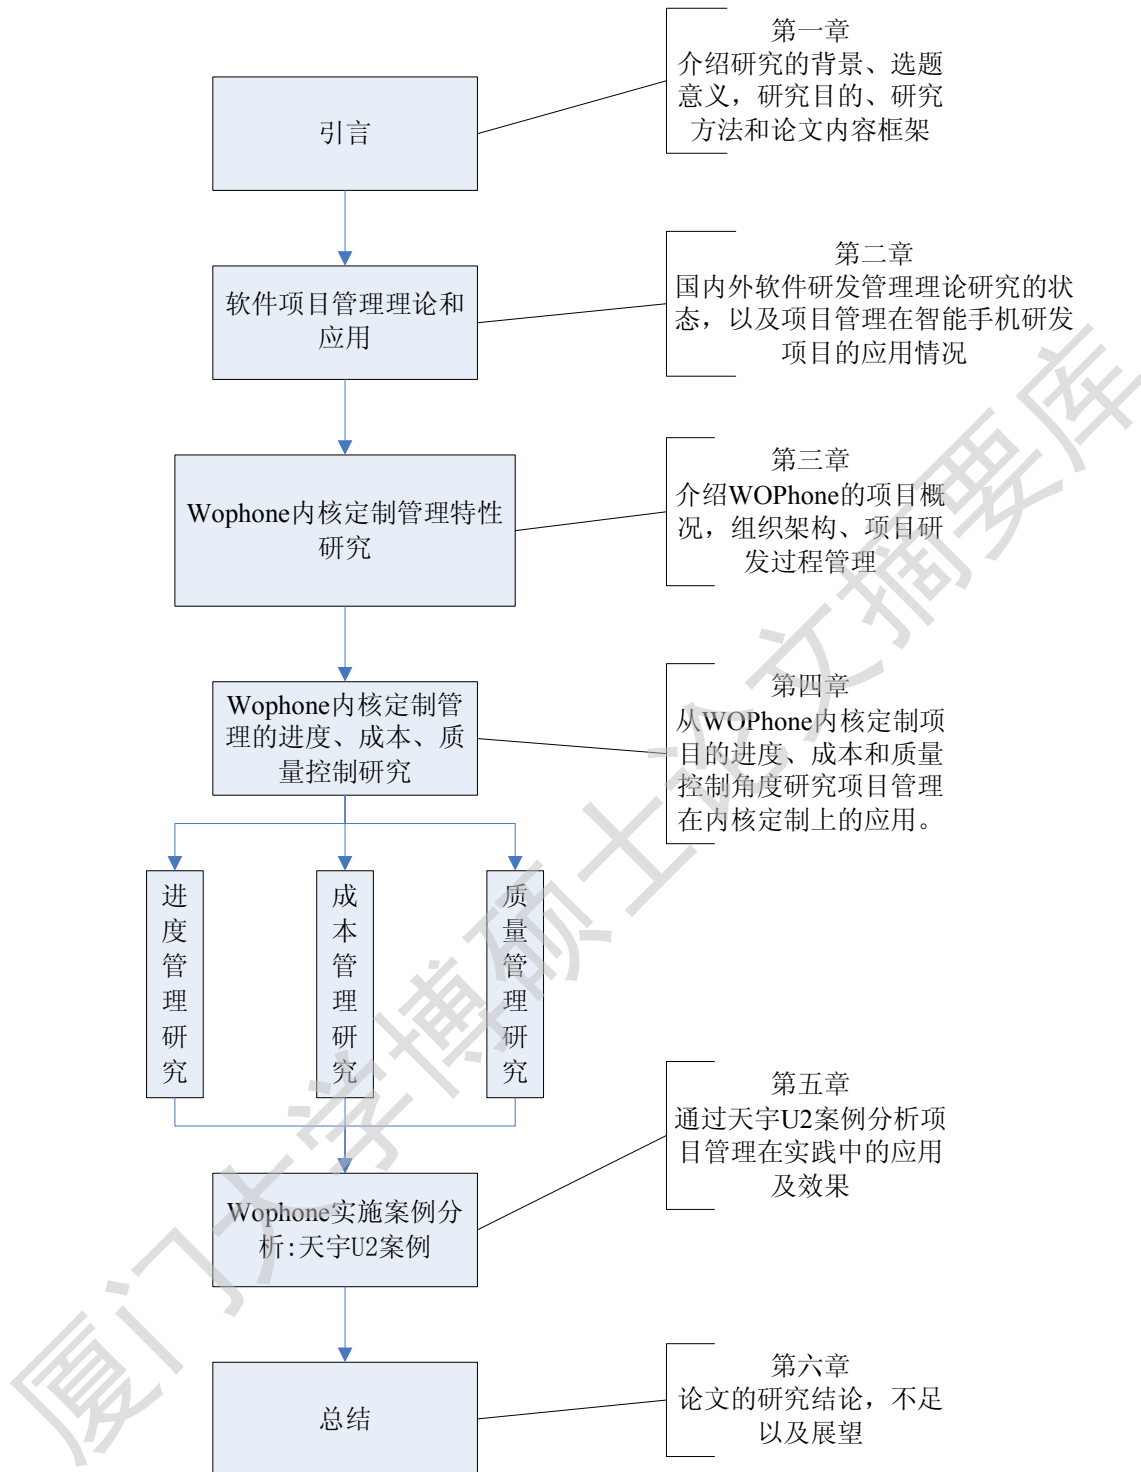 引言
第一章
介绍研究的背景、选题
意义，研究目的、研究
方法和论文内容框架
软件项目管理理论和
应用
第二章
国内外软件研发管理理论研究的状
态，以及项目管理在智能手机研发
项目的应用情况
Wophone内核定制管理特性
研究
第三章
介绍WOPhone的项目概
况，组织架构、项目研
发过程管理
Wophone内核定制管
理的进度、成本、质
量控制研究
第四章
从WOPhone内核定制项
目的进度、成本和质量
控制角度研究项目管理
在内核定制上的应用。
进度管理研究
成本管理研究
质量管理研究
Wophone实施案例分
析:天宇U2案例
第五章
通过天宇U2案例分析项
目管理在实践中的应用
及效果
总结
第六章
论文的研究结论，不足
以及展望
厦门大学博硕士论文摘要库